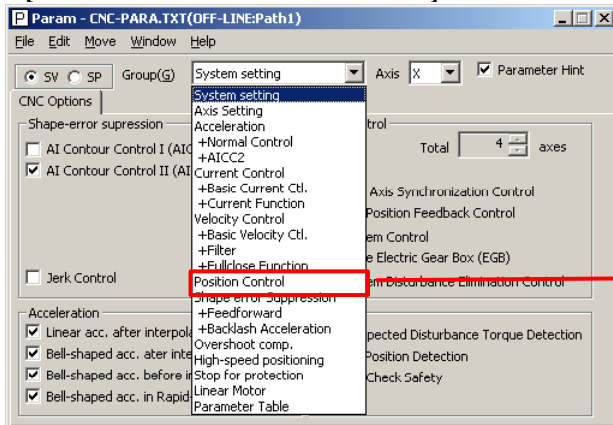 Param - CNC-PARA.TXT(OFF-LINE:Path1)
File Edit Move Window Help
SV SP Group(G) System setting Axis X Parameter Hint
CNC Options
System setting
Axis Setting
Acceleration
+Normal Control
+AICC2
Current Control
+Basic Current Ctl.
+Current Function
Velocity Control
+Basic Velocity Ctl.
+Filter
+Fullclose Function
Position Control
Shape error Suppression
+Feedforward
+Backlash Acceleration
Overshoot comp.
High-speed positioning
Stop for protection
Linear Motor
Parameter Table
Shape-error supression
AI Contour Control I (AIC
AI Contour Control II (AI
Jerk Control
trol
Total 4 axes
Axis Synchronization Control
Position Feedback Control
em Control
e Electric Gear Box (EGB)
em Disturbance Elimination Control
Acceleration
Linear acc. after interpola
Bell-shaped acc. ater inte
Bell-shaped acc. before i
Bell-shaped acc. in Rapid-
pected Disturbance Torque Detection
Position Detection
Check Safety